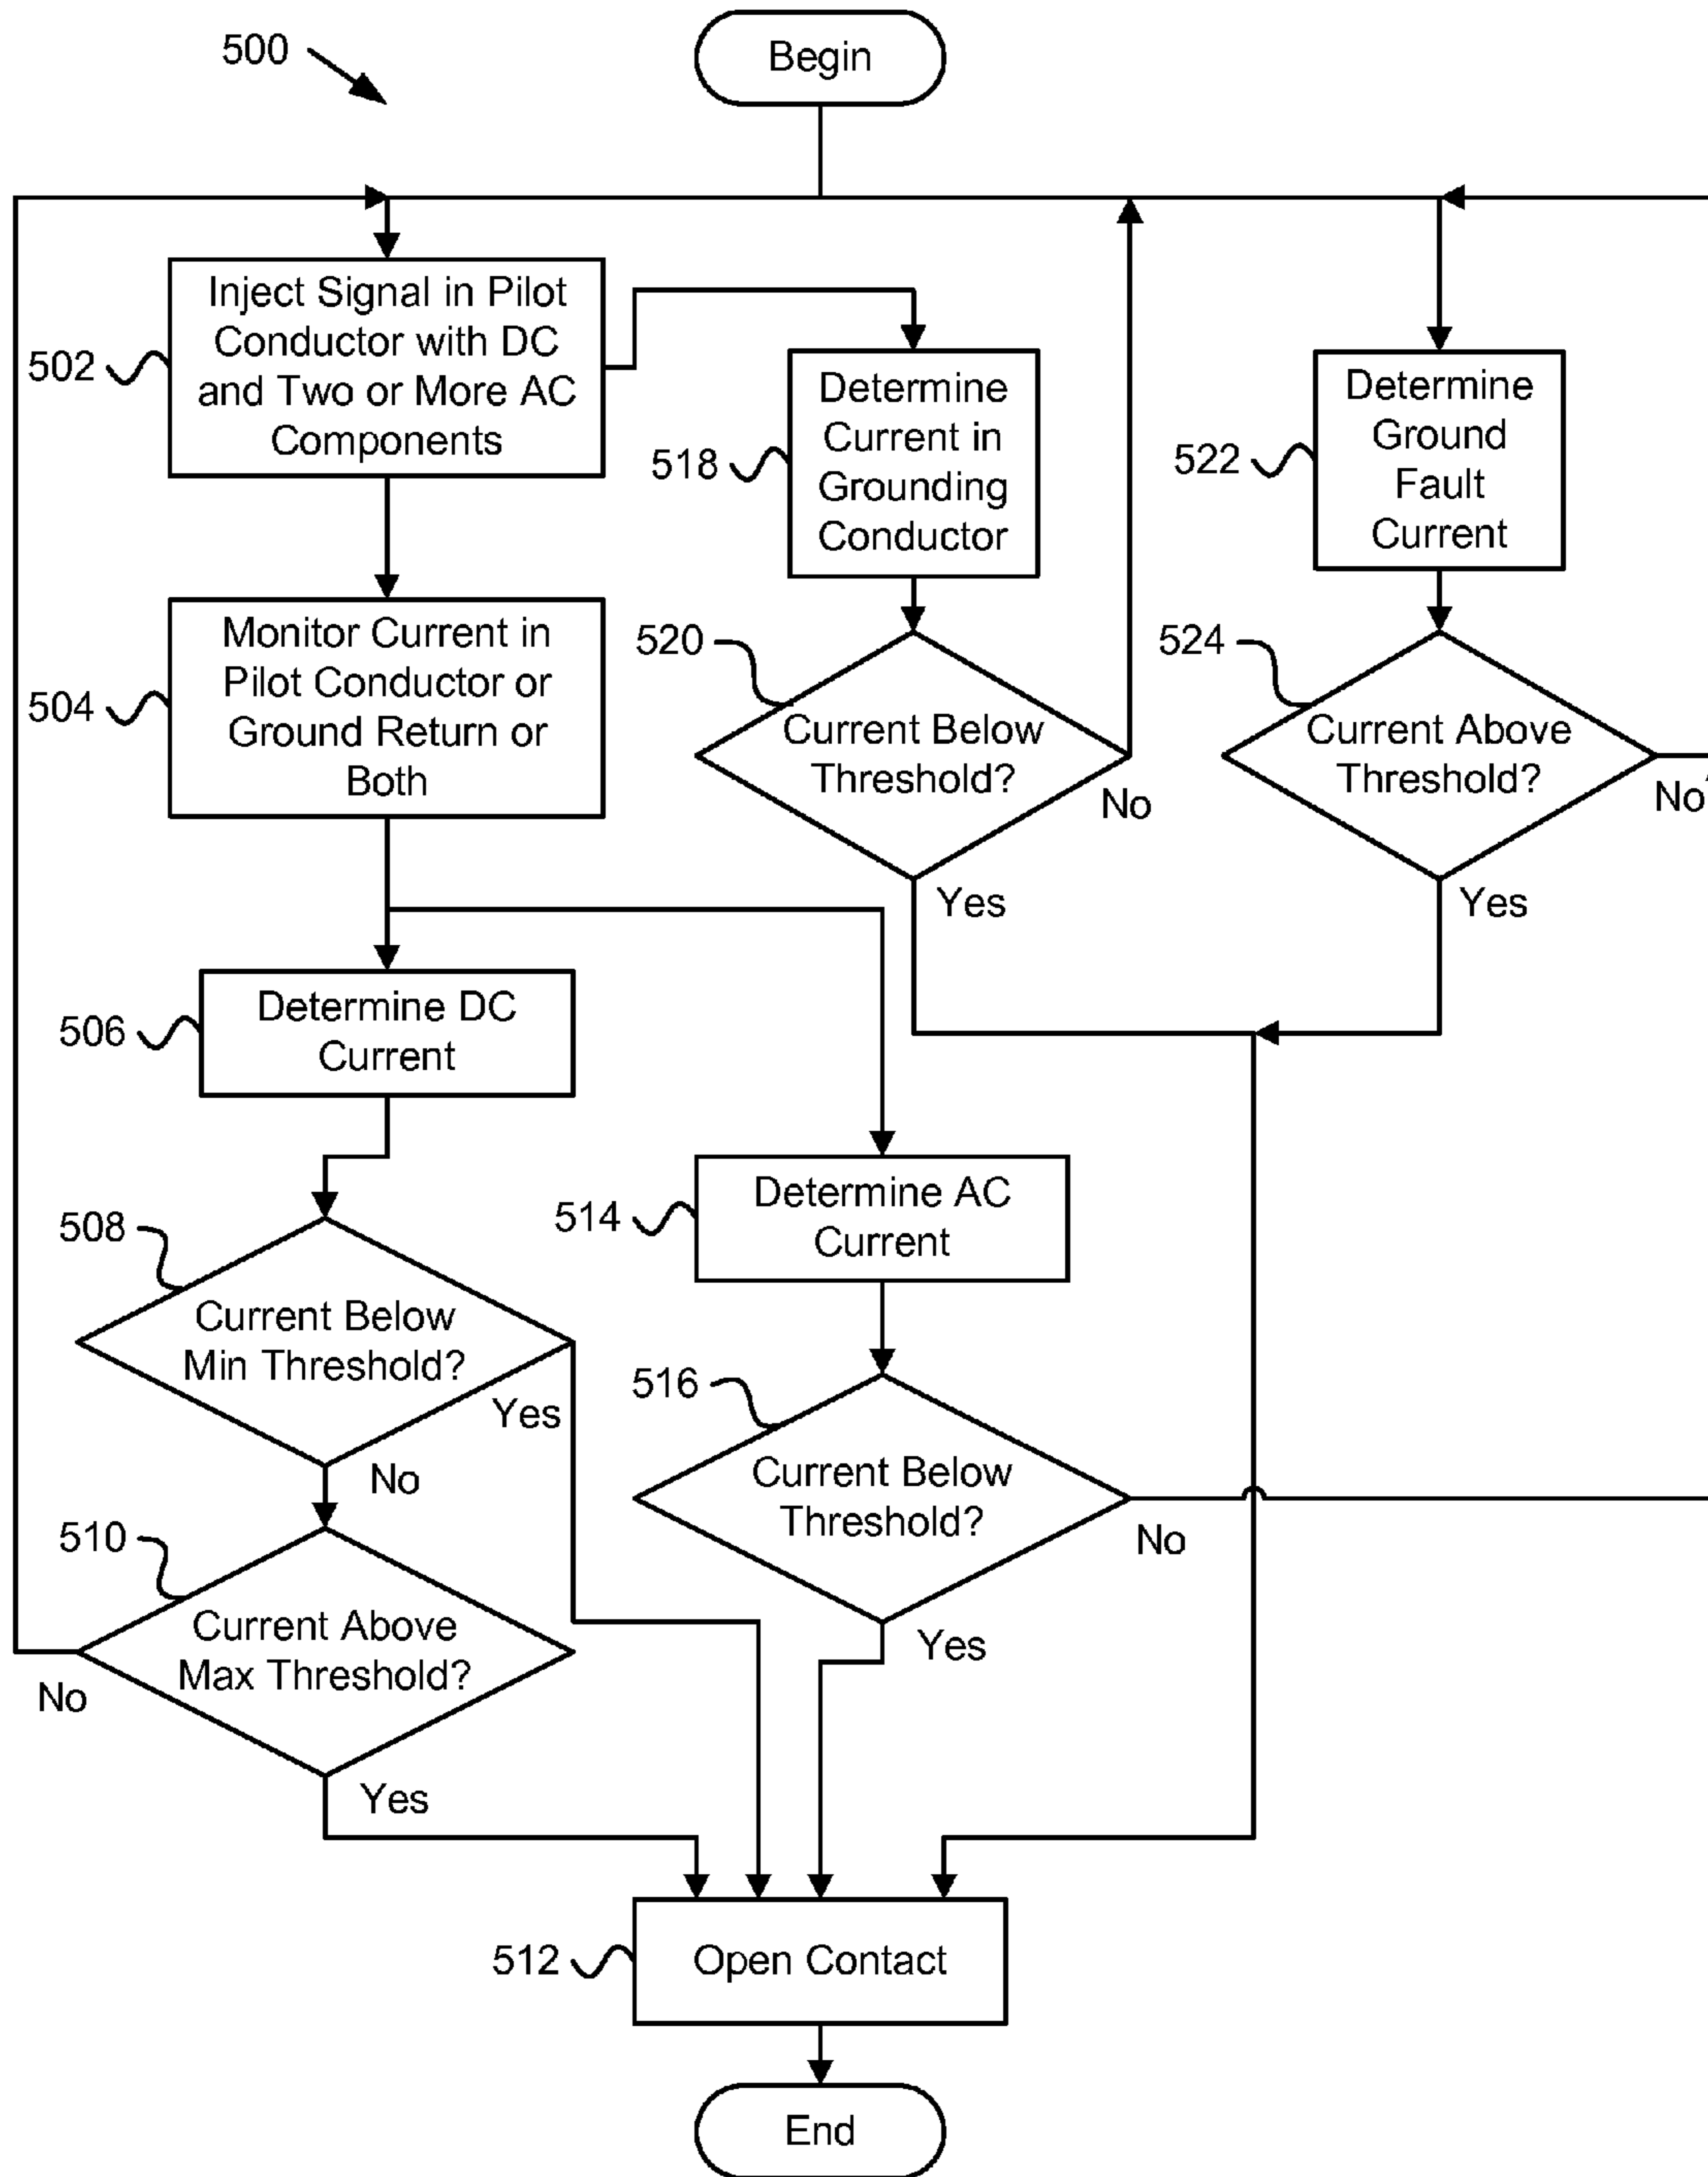 500
Begin
502
Inject Signal in Pilot
Conductor with DC
and Two or More AC
Components
518
Determine
Current in
Grounding
Conductor
522
Determine
Ground
Fault
Current
504
Monitor Current in
Pilot Conductor or
Ground Return or
Both
520
Current Below
Threshold?
No
Yes
524
Current Above
Threshold?
No
Yes
506
Determine DC
Current
514
Determine AC
Current
508
Current Below
Min Threshold?
Yes
No
516
Current Below
Threshold?
No
Yes
510
Current Above
Max Threshold?
No
Yes
512
Open Contact
End